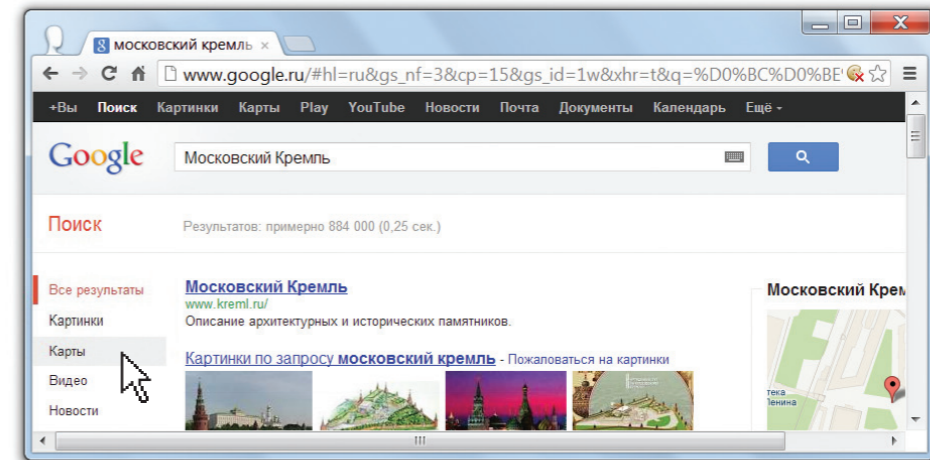 московский кремль
www.google.ru/#hl=ru&gs_nf=3&cp=15&gs_id=1w&xhr=t&q=%D0%BC%D0%BE
+Вы Поиск Картинки Карты Play YouTube Новости Почта Документы Календарь Ещё
Google Московский Кремль
Поиск Результатов: примерно 884 000 (0,25 сек.)
Все результаты
Картинки
Карты
Видео
Новости
Московский Кремль
www.kreml.ru/
Описание архитектурных и исторических памятников.
Картинки по запросу московский кремль - Пожаловаться на картинки
Московский Крем
тека
Ленина